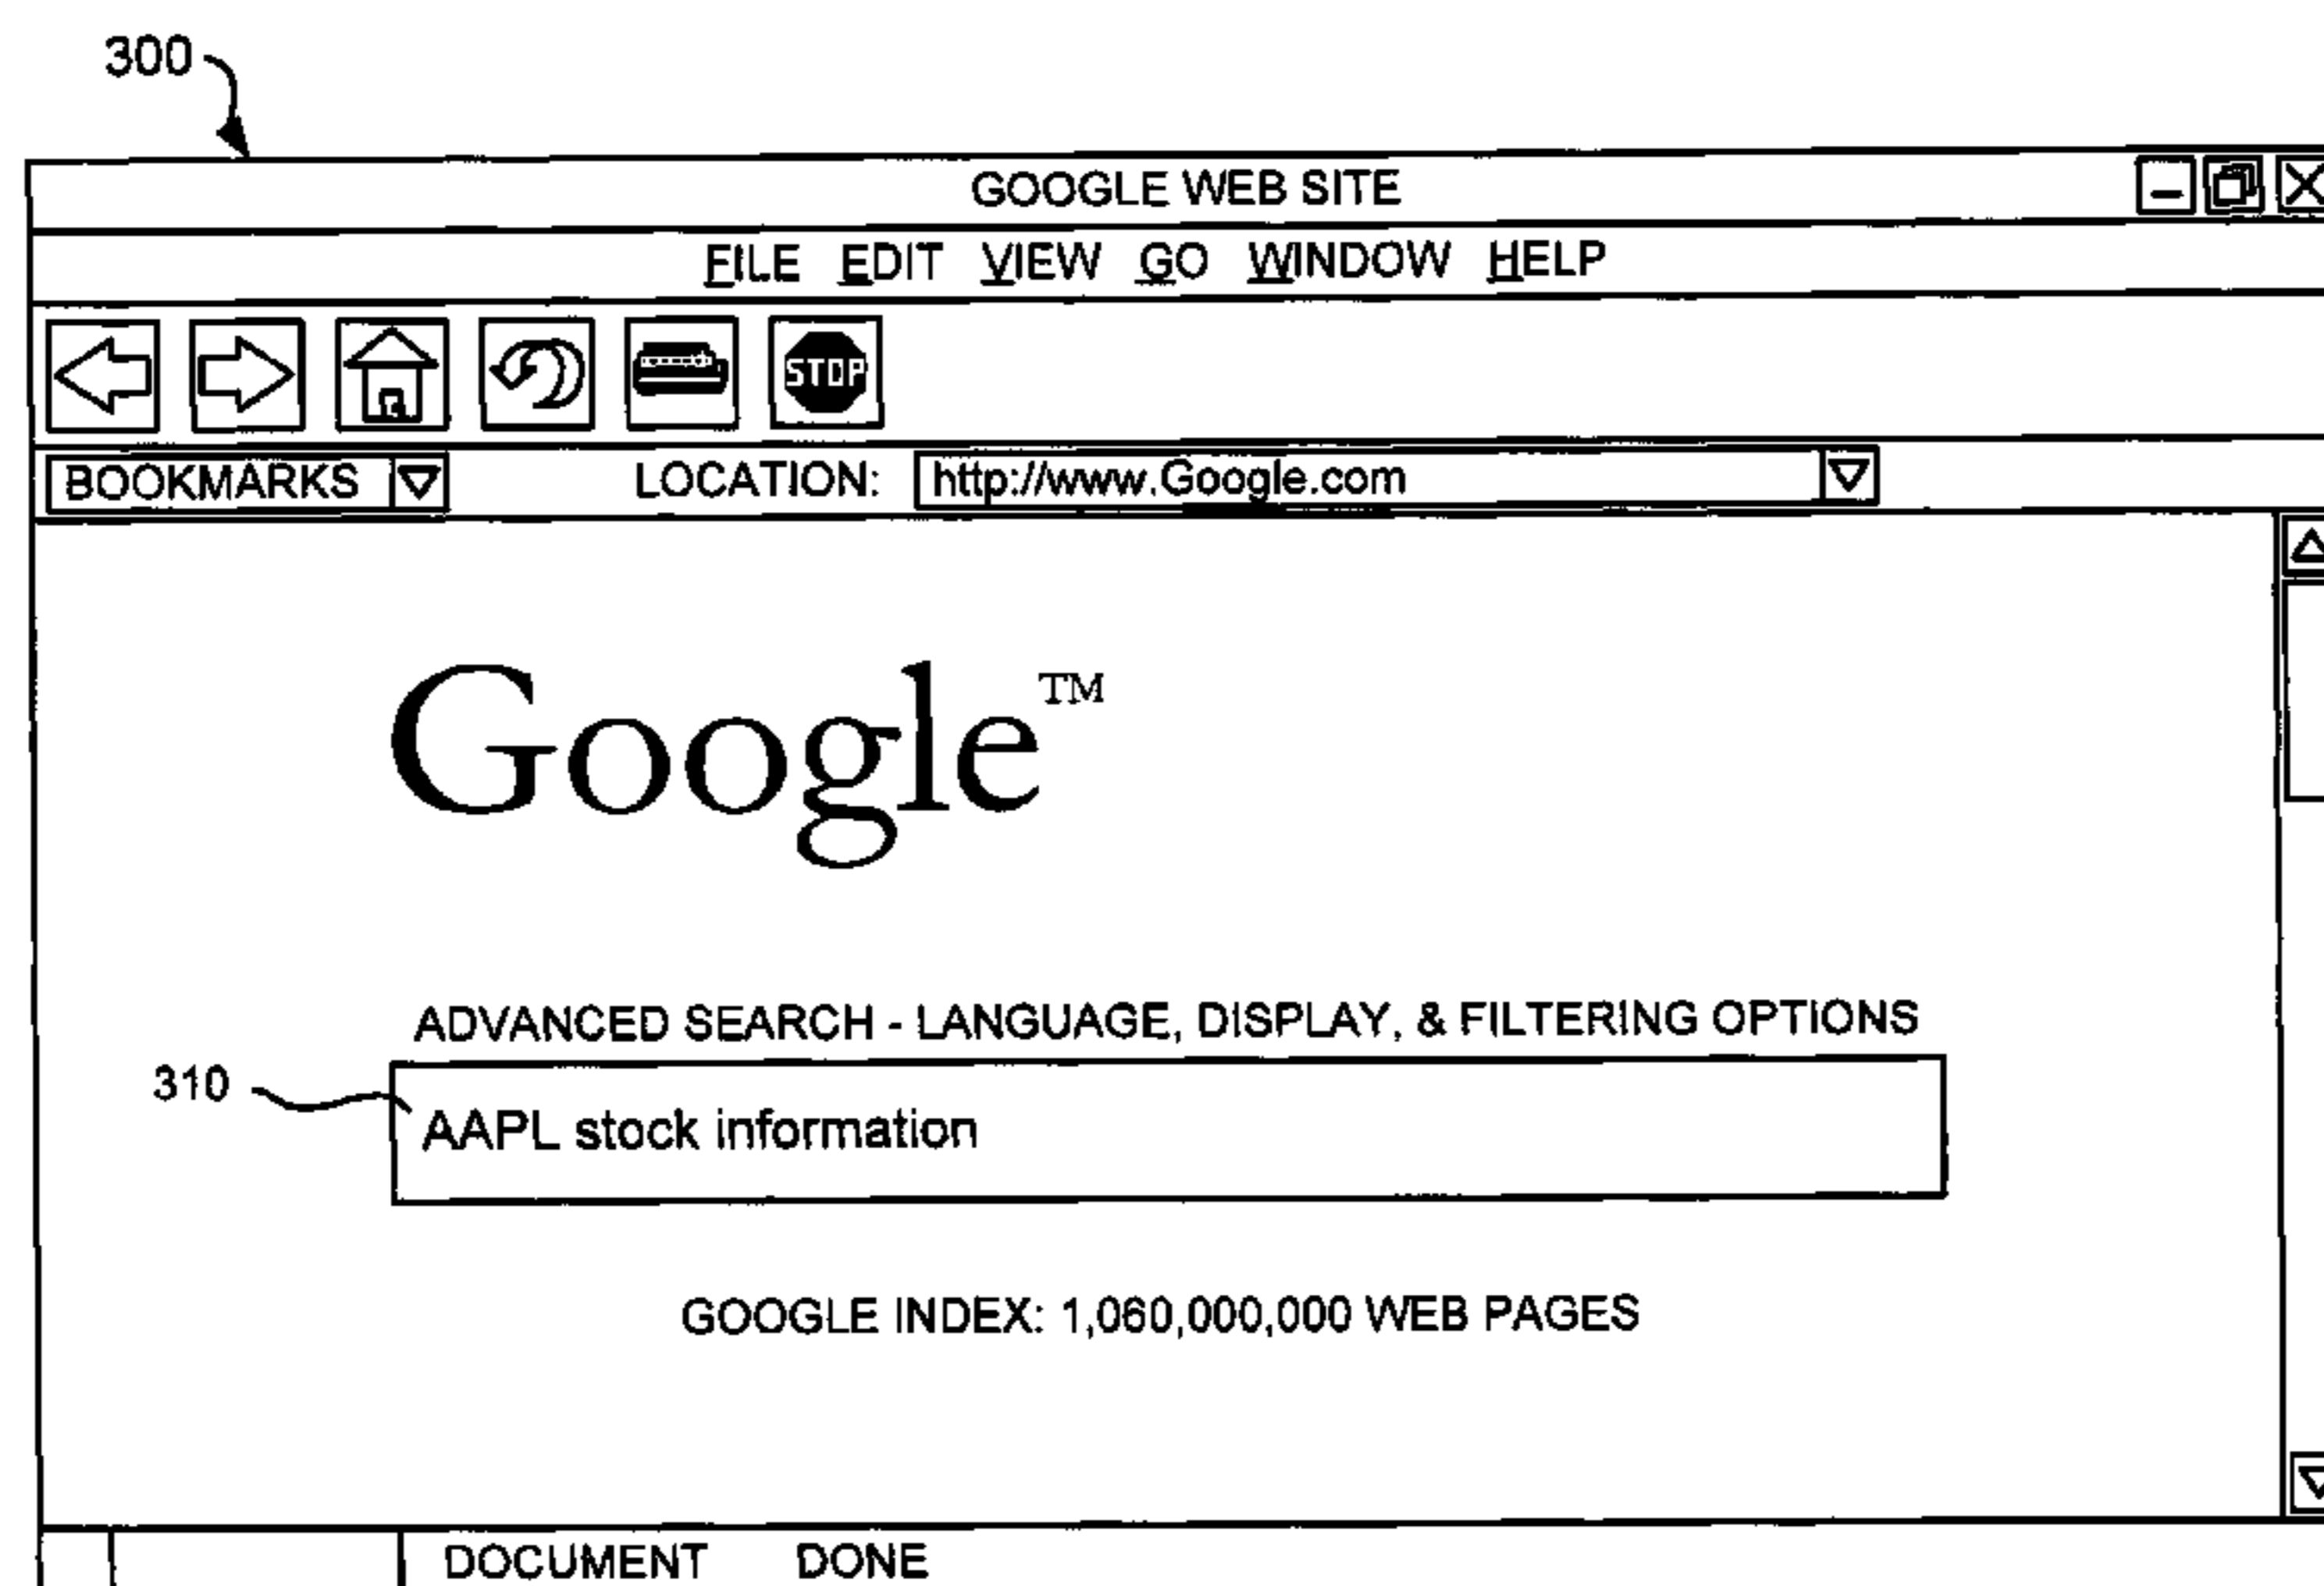 300
GOOGLE WEB SITE
FILE EDIT VIEW GO WINDOW HELP
STOP
BOOKMARKS LOCATION: http://www.Google.com
Google™
ADVANCED SEARCH - LANGUAGE, DISPLAY, & FILTERING OPTIONS
310
AAPL stock information
GOOGLE INDEX: 1,060,000,000 WEB PAGES
DOCUMENT DONE